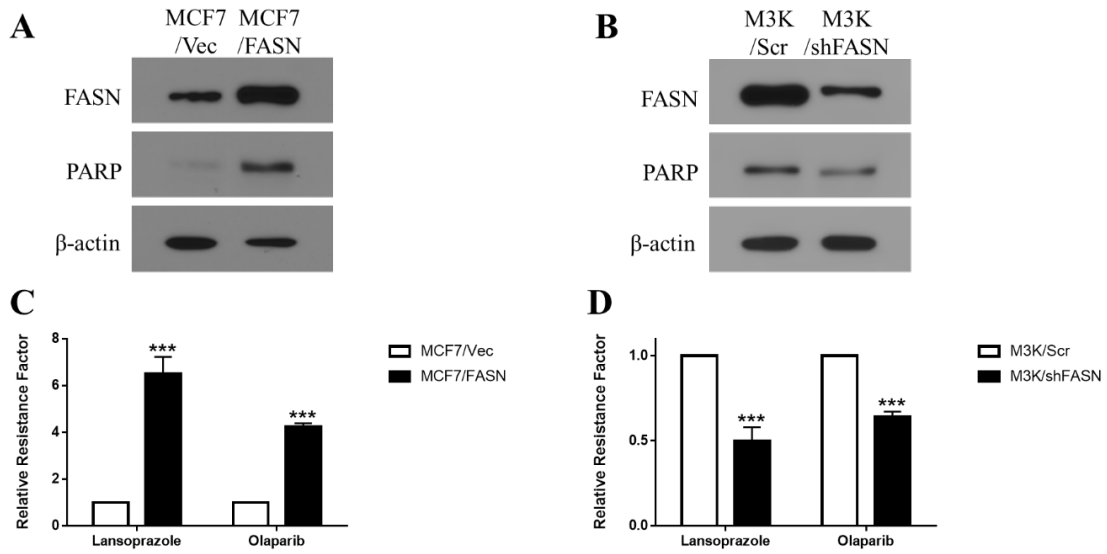 A
MCF7 MCF7
/Vec /FASN
FASN
PARP
β-actin
B
M3K M3K
/Scr /shFASN
FASN
PARP
β-actin
C
Relative Resistance Factor
8
6
4
2
0
Lansoprazole Olaparib
***
***
MCF7/Vec
MCF7/FASN
D
Relative Resistance Factor
1.0
0.5
0.0
Lansoprazole Olaparib
***
***
M3K/Scr
M3K/shFASN